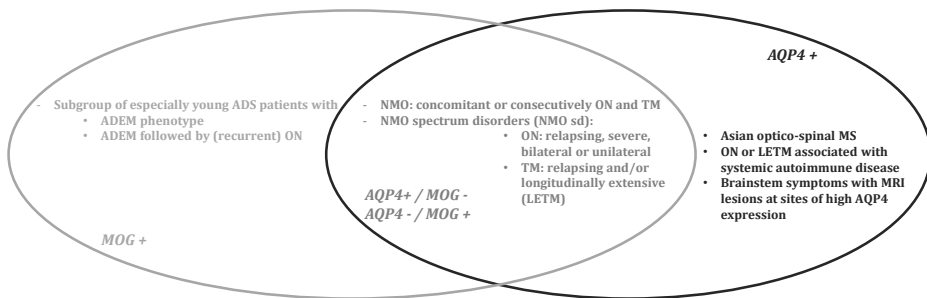 AQP4 +
- Subgroup of especially young ADS patients with
• ADEM phenotype
• ADEM followed by (recurrent) ON
MOG +
- NMO: concomitant or consecutively ON and TM
- NMO spectrum disorders (NMO sd):
• ON: relapsing, severe,
bilateral or unilateral
• TM: relapsing and/or
longitudinally extensive
(LETM)
AQP4+ / MOG -
AQP4 - / MOG +
• Asian optico-spinal MS
• ON or LETM associated with
systemic autoimmune disease
• Brainstem symptoms with MRI
lesions at sites of high AQP4
expression